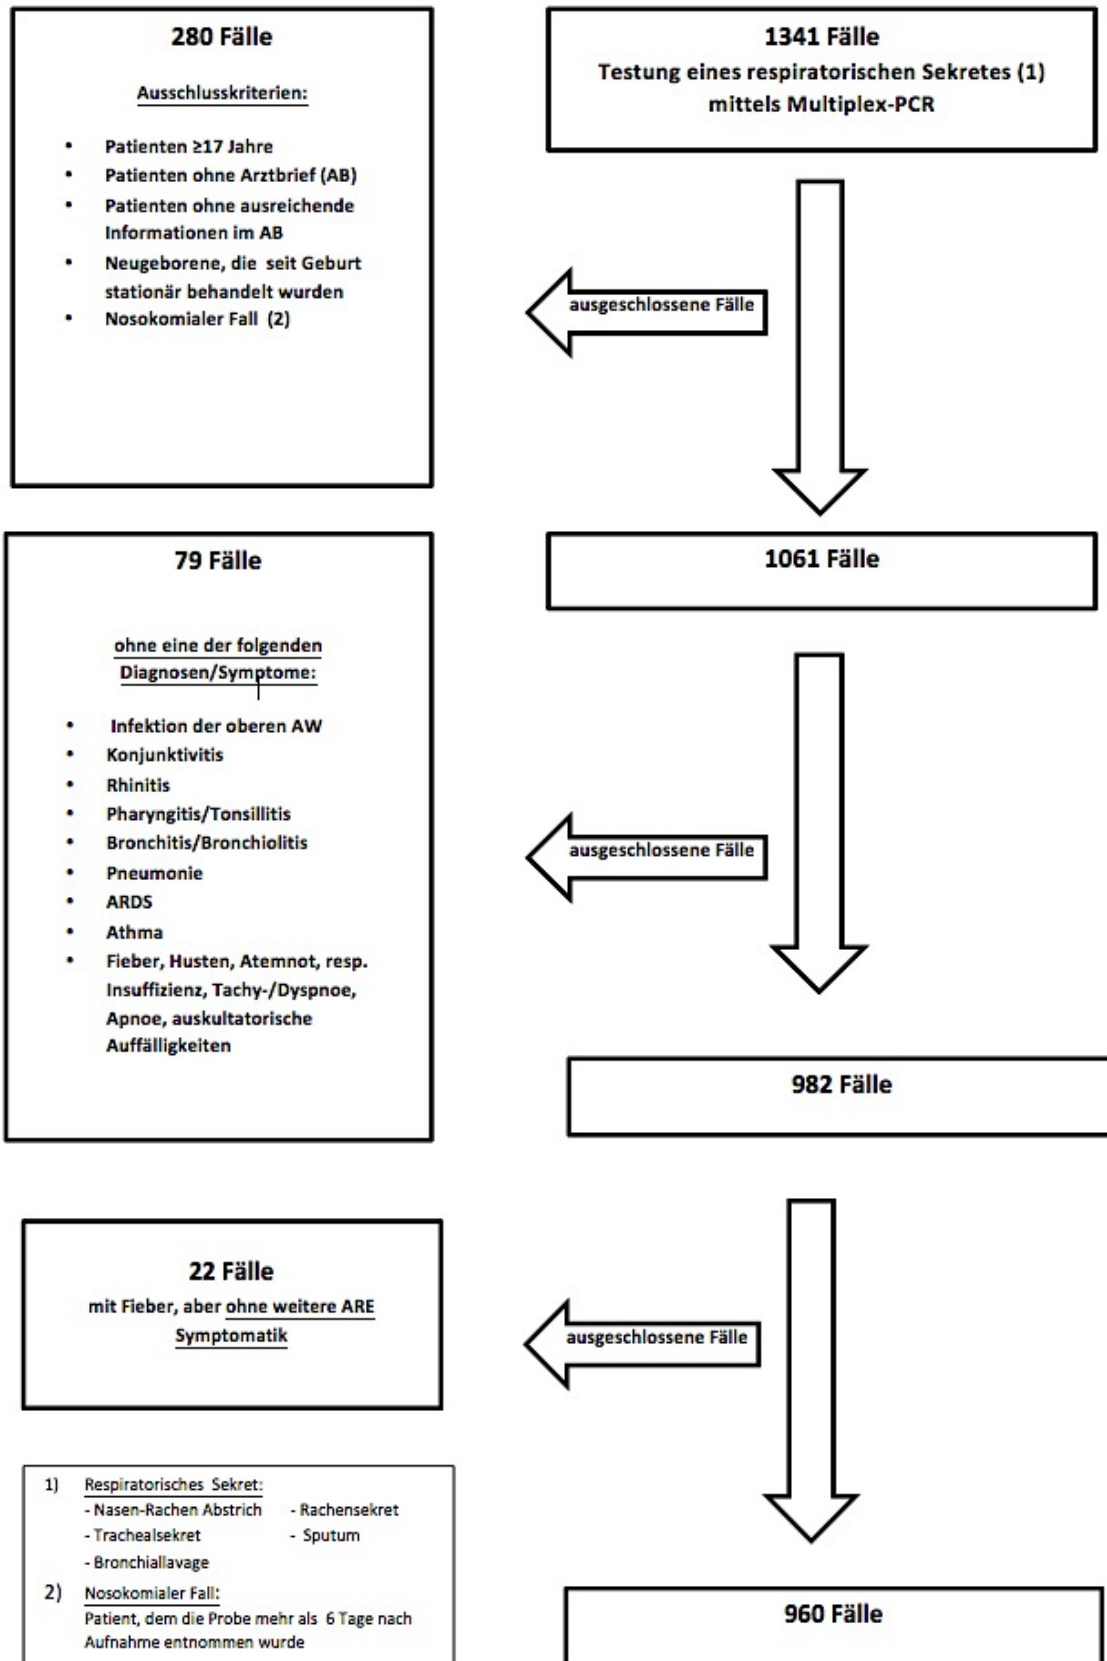 1341 Fälle
Testung eines respiratorischen Sekretes (1)
mittels Multiplex-PCR
280 Fälle
Ausschlusskriterien:
• Patienten ≥17 Jahre
• Patienten ohne Arztbrief (AB)
• Patienten ohne ausreichende
Informationen im AB
• Neugeborene, die seit Geburt
stationär behandelt wurden
• Nosokomialer Fall (2)
ausgeschlossene Fälle
1061 Fälle
79 Fälle
ohne eine der folgenden
Diagnosen/Symptome:
• Infektion der oberen AW
• Konjunktivitis
• Rhinitis
• Pharyngitis/Tonsillitis
• Bronchitis/Bronchiolitis
• Pneumonie
• ARDS
• Athma
• Fieber, Husten, Atemnot, resp.
Insuffizienz, Tachy-/Dyspnoe,
Apnoe, auskultatorische
Auffälligkeiten
ausgeschlossene Fälle
982 Fälle
22 Fälle
mit Fieber, aber ohne weitere ARE
Symptomatik
ausgeschlossene Fälle
960 Fälle
1) Respiratorisches Sekret:
- Nasen-Rachen Abstrich - Rachensekret
- Trachealsekret - Sputum
- Bronchiallavage
2) Nosokomialer Fall:
Patient, dem die Probe mehr als 6 Tage nach
Aufnahme entnommen wurde